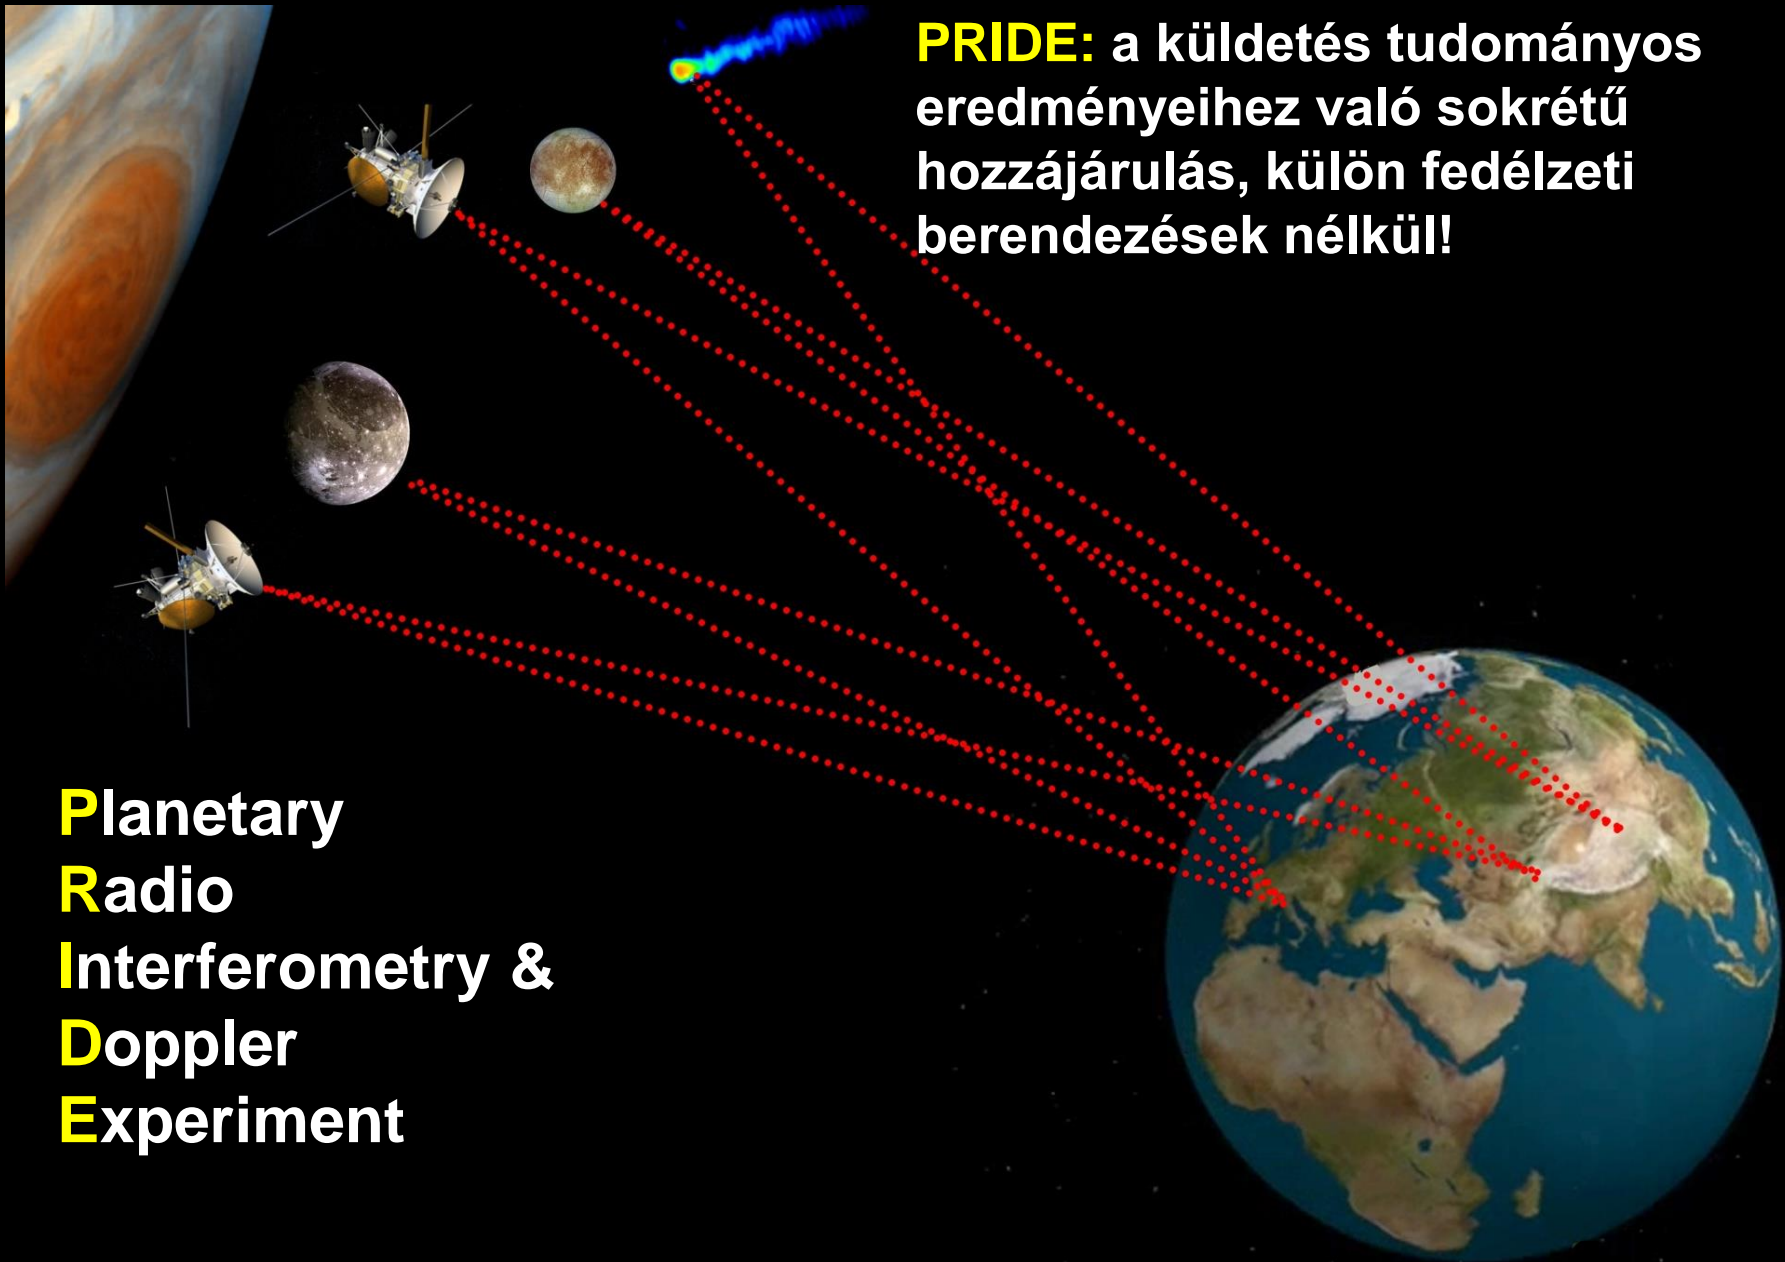 PRIDE: a küldetés tudományos
eredményeihez való sokrétű
hozzájárulás, külön fedélzeti
berendezések nélkül!
Planetary
Radio
Interferometry &
Doppler
Experiment